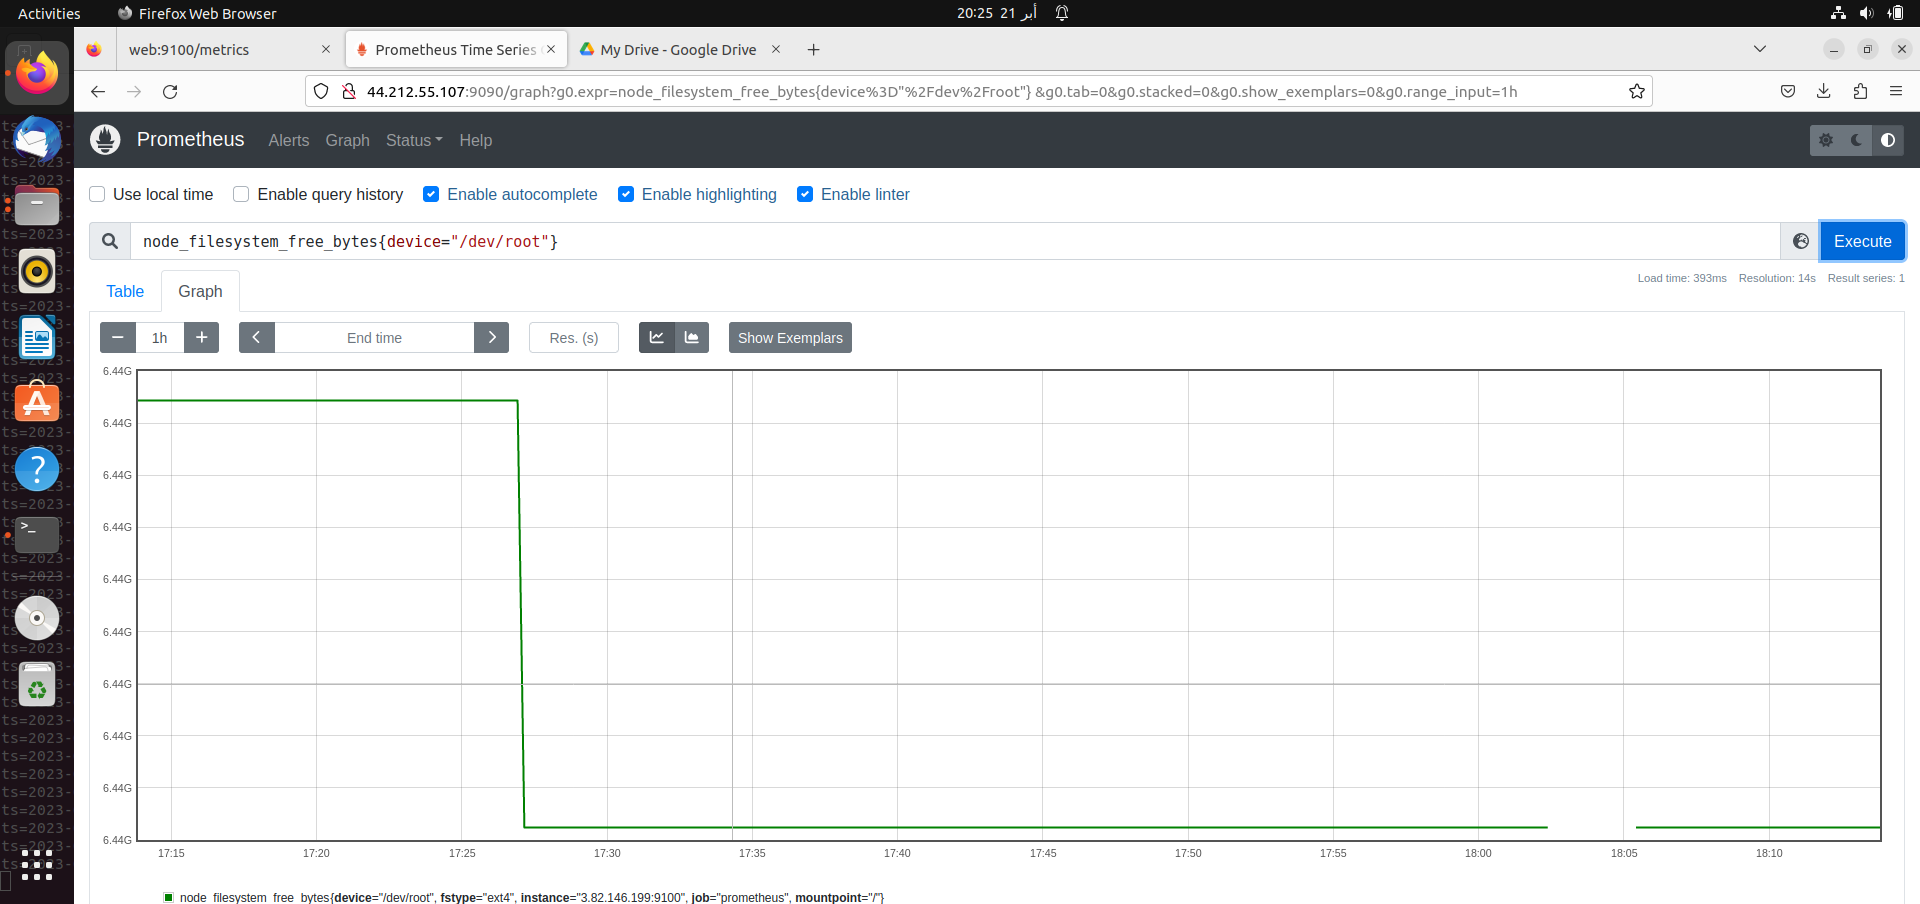 Activities
Firefox Web Browser
20:25 21 أبر
web:9100/metrics
Prometheus Time Series
My Drive - Google Drive
44.212.55.107:9090/graph?g0.expr=node_filesystem_free_bytes{device%3D"%2Fdev%2Froot"} &g0.tab=0&g0.stacked=0&g0.show_exemplars=0&g0.range_input=1h
Prometheus
Alerts
Graph
Status
Help
Use local time
Enable query history
Enable autocomplete
Enable highlighting
Enable linter
node_filesystem_free_bytes{device="/dev/root"}
Execute
Load time: 393ms
Resolution: 14s
Result series: 1
Table
Graph
1h
End time
Res. (s)
Show Exemplars
6.44G
6.44G
6.44G
6.44G
6.44G
6.44G
6.44G
6.44G
6.44G
6.44G
17:15
17:20
17:25
17:30
17:35
17:40
17:45
17:50
17:55
18:00
18:05
18:10
node_filesystem_free_bytes{device="/dev/root", fstype="ext4", instance="3.82.146.199:9100", job="prometheus", mountpoint="/"}